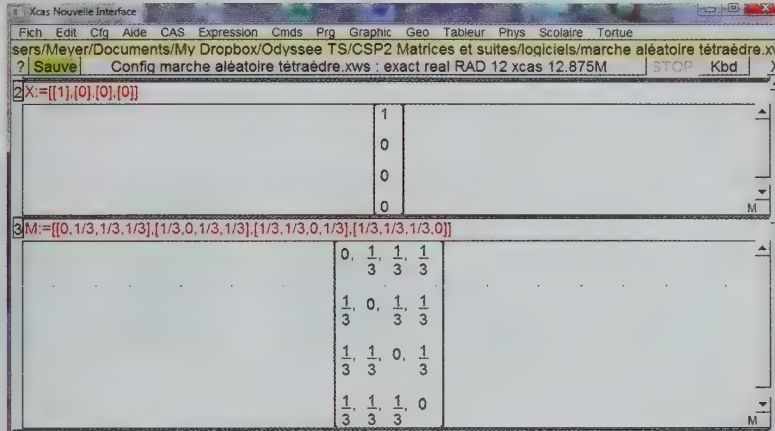 Xcas Nouvelle Interface
Fich Edit Cfg Aide CAS Expression Cmds Prg Graphic Geo Tableur Phys Scolaire Tortue
sers/Meyer/Documents/My Dropbox/Odyssee TS/CSP2 Matrices et suites/logiciels/marche aléatoire tétraèdre.xw
? Sauve Config marche aléatoire tétraèdre.xws : exact real RAD 12 xcas 12.875M STOP Kbd X
2 X:=[[1],[0],[0],[0]]
1
0
0
0
M
3 M:=[[0,1/3,1/3,1/3],[1/3,0,1/3,1/3],[1/3,1/3,0,1/3],[1/3,1/3,1/3,0]]
0, 1/3, 1/3, 1/3
1/3, 0, 1/3, 1/3
1/3, 1/3, 0, 1/3
1/3, 1/3, 1/3, 0
M